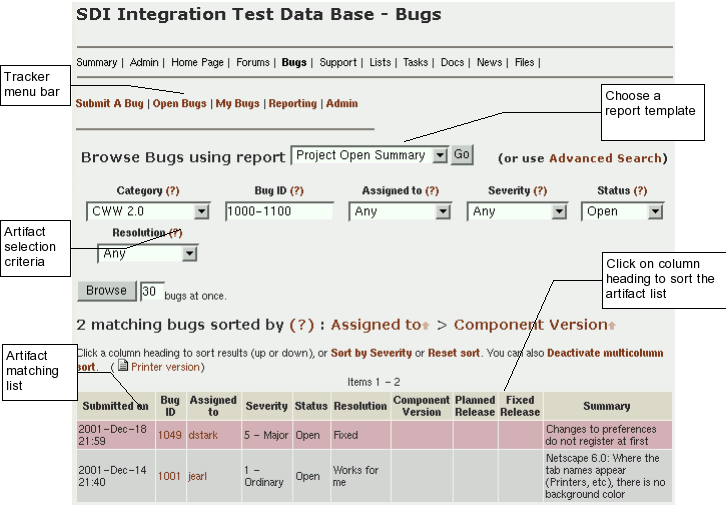 SDI Integration Test Data Base - Bugs
Summary | Admin | Home Page | Forums | Bugs | Support | Lists | Tasks | Docs | News | Files |
Tracker
menu bar
Submit A Bug | Open Bugs | My Bugs | Reporting | Admin
Choose a
report template
Browse Bugs using report Project Open Summary Go (or use Advanced Search)
Category (?) Bug ID (?) Assigned to (?) Severity (?) Status (?)
CWW 2.0 1000-1100 Any Any Open
Artifact
selection
criteria
Resolution (?)
Any
Click on column
heading to sort the
artifact list
Browse 30 bugs at once.
2 matching bugs sorted by (?) : Assigned to > Component Version
Artifact
matching
list
Click a column heading to sort results (up or down), or Sort by Severity or Reset sort. You can also Deactivate multicolumn
sort. ( Printer version)
Items 1 - 2
Submitted on Bug ID Assigned to Severity Status Resolution Component Version Planned Release Fixed Release Summary
2001-Dec-18 21:59 1049 dstark 5 - Major Open Fixed Changes to preferences do not register at first
2001-Dec-14 21:40 1001 jearl 1 - Ordinary Open Works for me Netscape 6.0: Where the tab names appear (Printers, etc), there is no background color